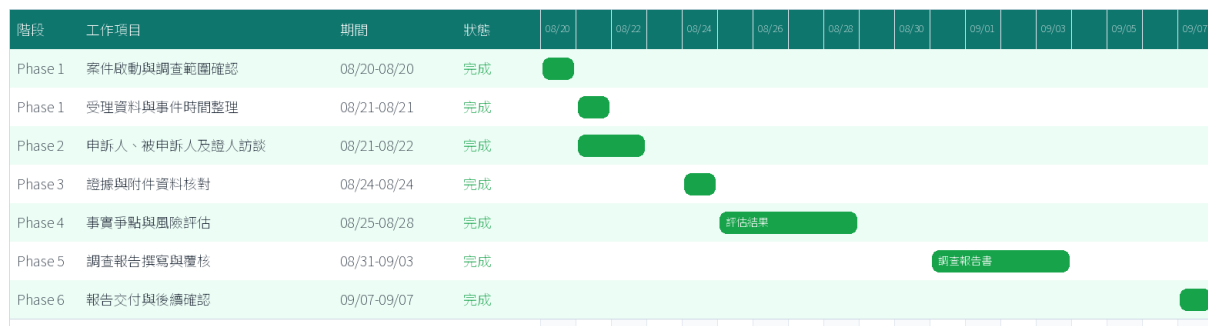 階段 工作項目 期間 狀態 08/20 08/22 08/24 08/26 08/28 08/30 09/01 09/03 09/05 09/07
Phase 1 案件啟動與調查範圍確認 08/20-08/20 完成
Phase 1 受理資料與事件時間整理 08/21-08/21 完成
Phase 2 申訴人、被申訴人及證人訪談 08/21-08/22 完成
Phase 3 證據與附件資料核對 08/24-08/24 完成
Phase 4 事實爭點與風險評估 08/25-08/28 完成 評估結果
Phase 5 調查報告撰寫與覆核 08/31-09/03 完成 調查報告書
Phase 6 報告交付與後續確認 09/07-09/07 完成